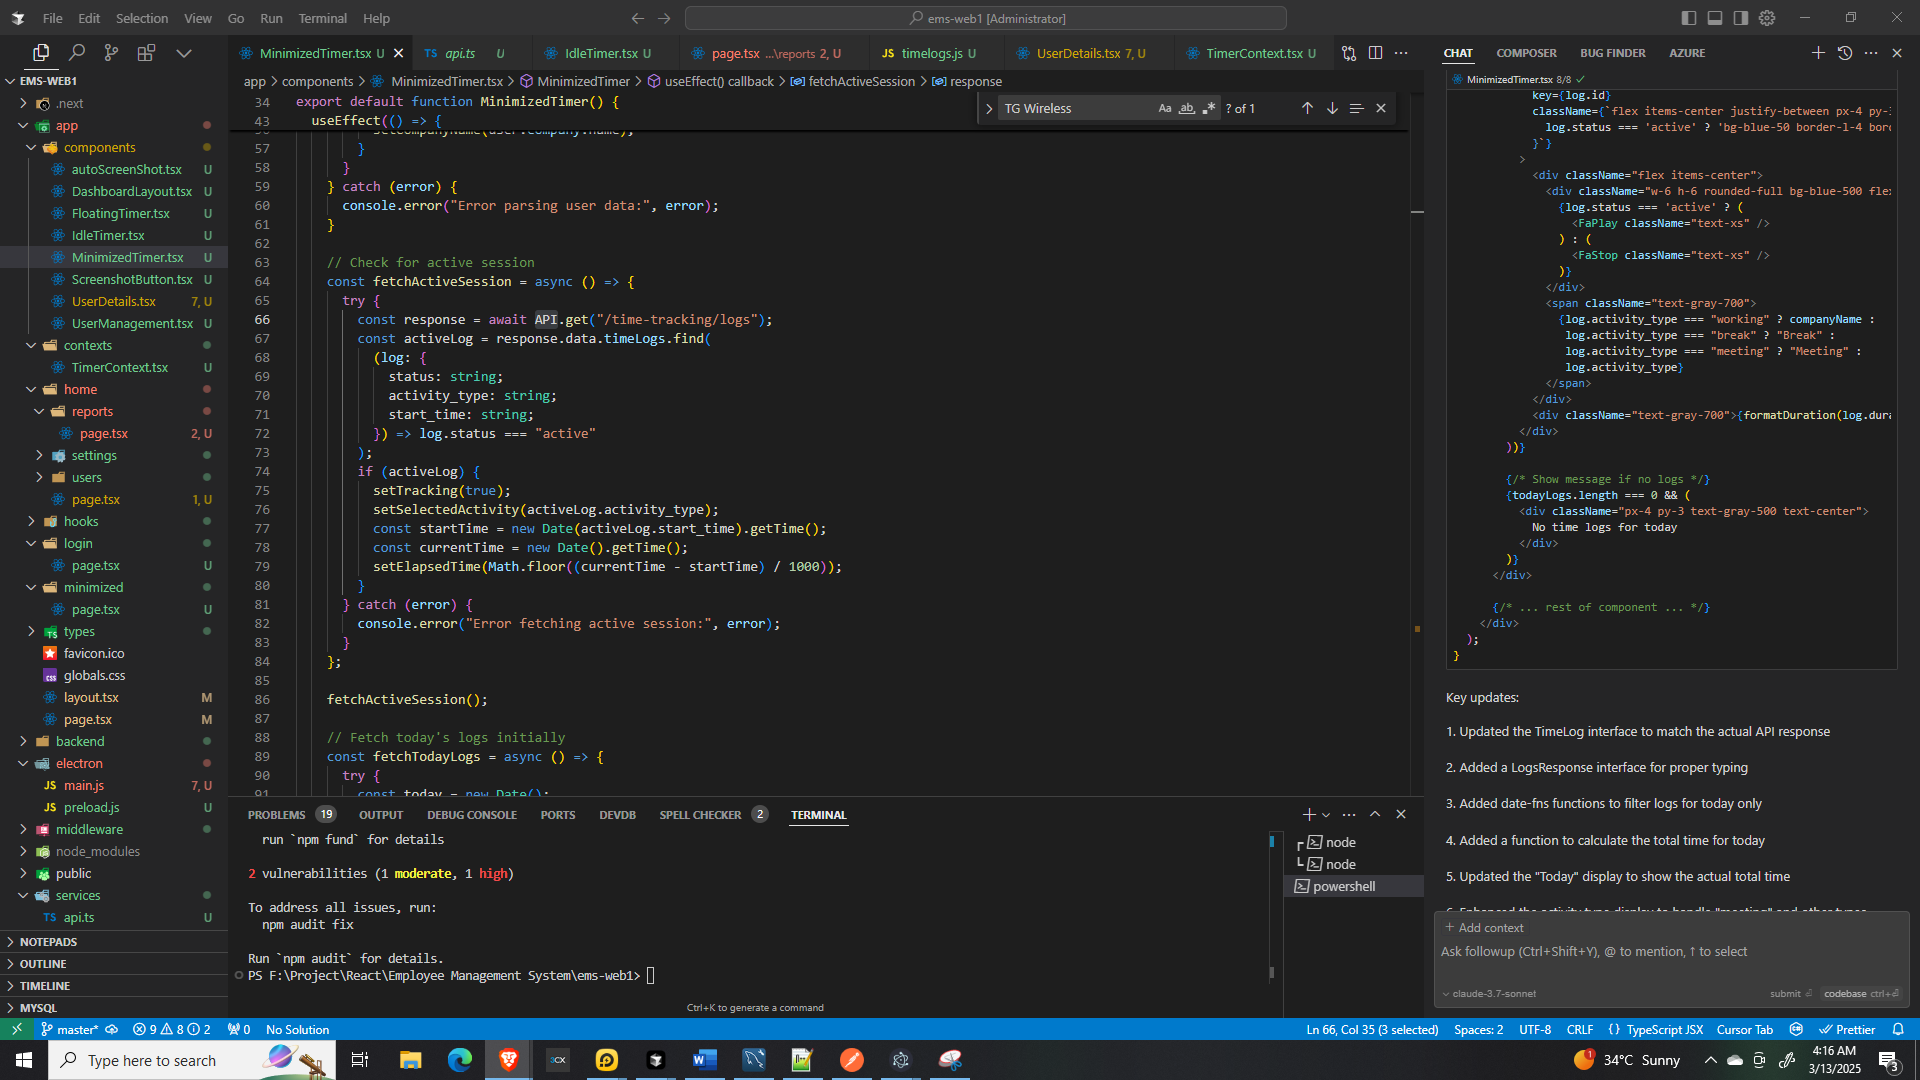 File Edit Selection View Go Run Terminal Help
ems-web1 [Administrator]
MinimizedTimer.tsx U
TS api.ts U
IdleTimer.tsx U
page.tsx ...\reports 2, U
JS timelogs.js U
UserDetails.tsx 7, U
TimerContext.tsx U
CHAT COMPOSER BUG FINDER AZURE
EMS-WEB1
.next
app
components
autoScreenShot.tsx U
DashboardLayout.tsx U
FloatingTimer.tsx U
IdleTimer.tsx U
MinimizedTimer.tsx U
ScreenshotButton.tsx U
UserDetails.tsx 7, U
UserManagement.tsx U
contexts
TimerContext.tsx U
home
reports
page.tsx 2, U
settings
users
page.tsx 1, U
hooks
login
page.tsx U
minimized
page.tsx U
types
favicon.ico
globals.css
layout.tsx M
page.tsx M
backend
electron
JS main.js 7, U
JS preload.js U
middleware
node_modules
public
services
TS api.ts U
NOTEPADS
OUTLINE
TIMELINE
MYSQL
app > components > MinimizedTimer.tsx > MinimizedTimer > useEffect() callback > fetchActiveSession > response
TG Wireless Aa ab .* ? of 1
34 export default function MinimizedTimer() {
43 useEffect(() => {
setCompanyName(user.company.name);
57 }
58 }
59 } catch (error) {
60 console.error("Error parsing user data:", error);
61 }
62
63 // Check for active session
64 const fetchActiveSession = async () => {
65 try {
66 const response = await API.get("/time-tracking/logs");
67 const activeLog = response.data.timeLogs.find(
68 (log: {
69 status: string;
70 activity_type: string;
71 start_time: string;
72 }) => log.status === "active"
73 );
74 if (activeLog) {
75 setTracking(true);
76 setSelectedActivity(activeLog.activity_type);
77 const startTime = new Date(activeLog.start_time).getTime();
78 const currentTime = new Date().getTime();
79 setElapsedTime(Math.floor((currentTime - startTime) / 1000));
80 }
81 } catch (error) {
82 console.error("Error fetching active session:", error);
83 }
84 };
85
86 fetchActiveSession();
87
88 // Fetch today's logs initially
89 const fetchTodayLogs = async () => {
90 try {
91 const today = new Date();
PROBLEMS 19 OUTPUT DEBUG CONSOLE PORTS DEVDB SPELL CHECKER 2 TERMINAL
run `npm fund` for details
2 vulnerabilities (1 moderate, 1 high)
To address all issues, run:
npm audit fix
Run `npm audit` for details.
PS F:\Project\React\Employee Management System\ems-web1>
Ctrl+K to generate a command
node
node
powershell
MinimizedTimer.tsx 8/8
key={log.id}
className={`flex items-center justify-between px-4 py-
log.status === 'active' ? 'bg-blue-50 border-l-4 bor
}`}
>
<div className="flex items-center">
<div className="w-6 h-6 rounded-full bg-blue-500 fle
{log.status === 'active' ? (
<FaPlay className="text-xs" />
) : (
<FaStop className="text-xs" />
)}
</div>
<span className="text-gray-700">
{log.activity_type === "working" ? companyName :
log.activity_type === "break" ? "Break" :
log.activity_type === "meeting" ? "Meeting" :
log.activity_type}
</span>
</div>
<div className="text-gray-700">{formatDuration(log.dura
</div>
))}
{/* Show message if no logs */}
{todayLogs.length === 0 && (
<div className="px-4 py-3 text-gray-500 text-center">
No time logs for today
</div>
)}
</div>
{/* ... rest of component ... */}
</div>
);
}
Key updates:
1. Updated the TimeLog interface to match the actual API response
2. Added a LogsResponse interface for proper typing
3. Added date-fns functions to filter logs for today only
4. Added a function to calculate the total time for today
5. Updated the "Today" display to show the actual total time
6. Enhanced the activity type display to handle "meeting" and other types
+ Add context
Ask followup (Ctrl+Shift+Y), @ to mention, ↑ to select
claude-3.7-sonnet submit codebase ctrl+
master* 9 8 2 0 No Solution
Ln 66, Col 35 (3 selected) Spaces: 2 UTF-8 CRLF {} TypeScript JSX Cursor Tab Prettier
Type here to search
34°C Sunny
4:16 AM
3/13/2025
3